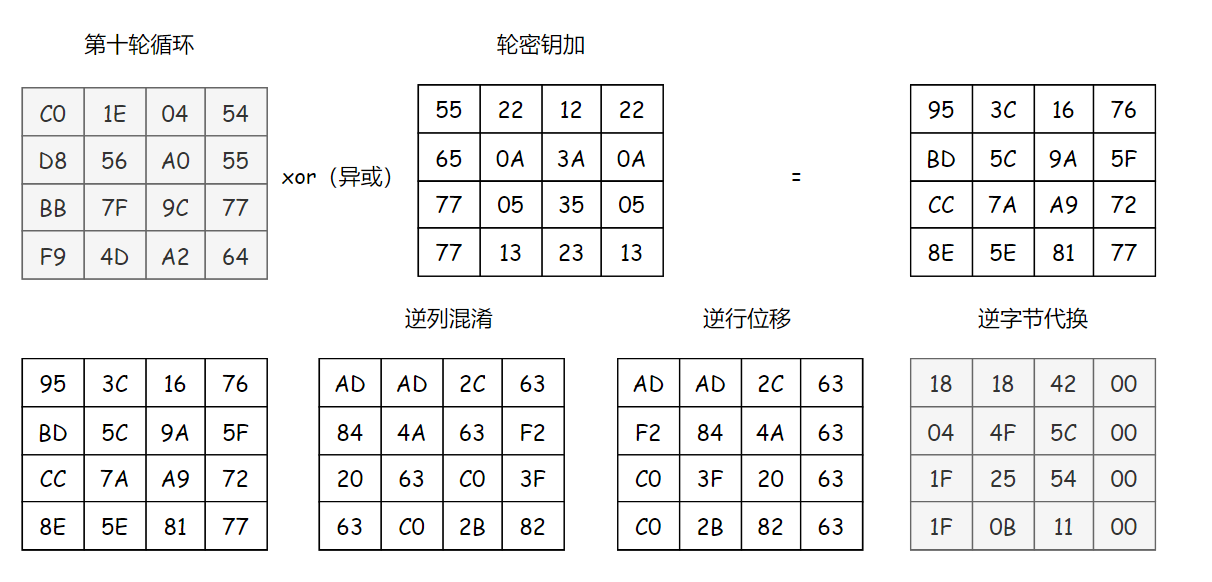 第十轮循环 轮密钥加
C0 1E 04 54 55 22 12 22 95 3C 16 76
D8 56 A0 55 65 0A 3A 0A BD 5C 9A 5F
xor（异或） =
BB 7F 9C 77 77 05 35 05 CC 7A A9 72
F9 4D A2 64 77 13 23 13 8E 5E 81 77
逆列混淆 逆行位移 逆字节代换
95 3C 16 76 AD AD 2C 63 AD AD 2C 63 18 18 42 00
BD 5C 9A 5F 84 4A 63 F2 F2 84 4A 63 04 4F 5C 00
CC 7A A9 72 20 63 C0 3F C0 3F 20 63 1F 25 54 00
8E 5E 81 77 63 C0 2B 82 C0 2B 82 63 1F 0B 11 00